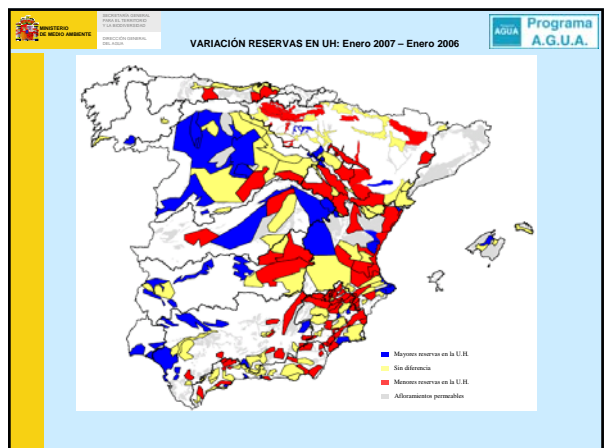 MINISTERIO
DE MEDIO AMBIENTE
SECRETARÍA GENERAL
PARA EL TERRITORIO
Y LA BIODIVERSIDAD
DIRECCIÓN GENERAL
DEL AGUA
VARIACIÓN RESERVAS EN UH: Enero 2007 – Enero 2006
AGUA
Programa
A.G.U.A.
Mayores reservas en la U.H.
Sin diferencia
Menores reservas en la U.H.
Afloramientos permeables